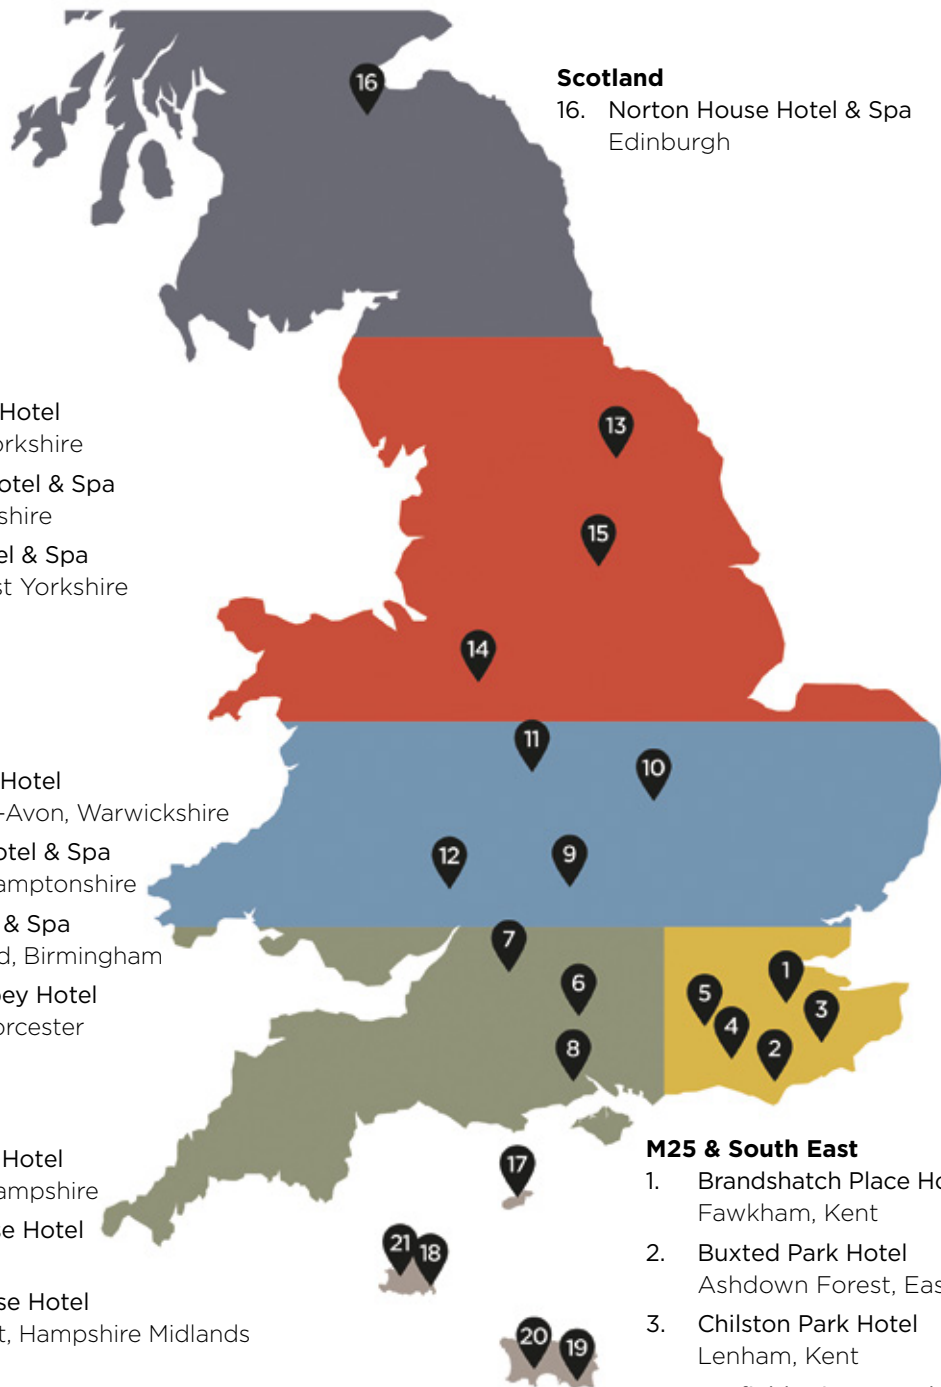 Scotland
16. Norton House Hotel & Spa
Edinburgh
16
13
15
14
11
10
12
9
7
6
8
1
5
3
4
2
17
21
18
20
19
Hotel
orkshire
otel & Spa
shire
el & Spa
st Yorkshire
Hotel
-Avon, Warwickshire
otel & Spa
amptonshire
& Spa
d, Birmingham
bey Hotel
orcester
Hotel
ampshire
se Hotel
se Hotel
t, Hampshire Midlands
M25 & South East
1. Brandshatch Place Ho
Fawkham, Kent
2. Buxted Park Hotel
Ashdown Forest, Eas
3. Chilston Park Hotel
Lenham, Kent